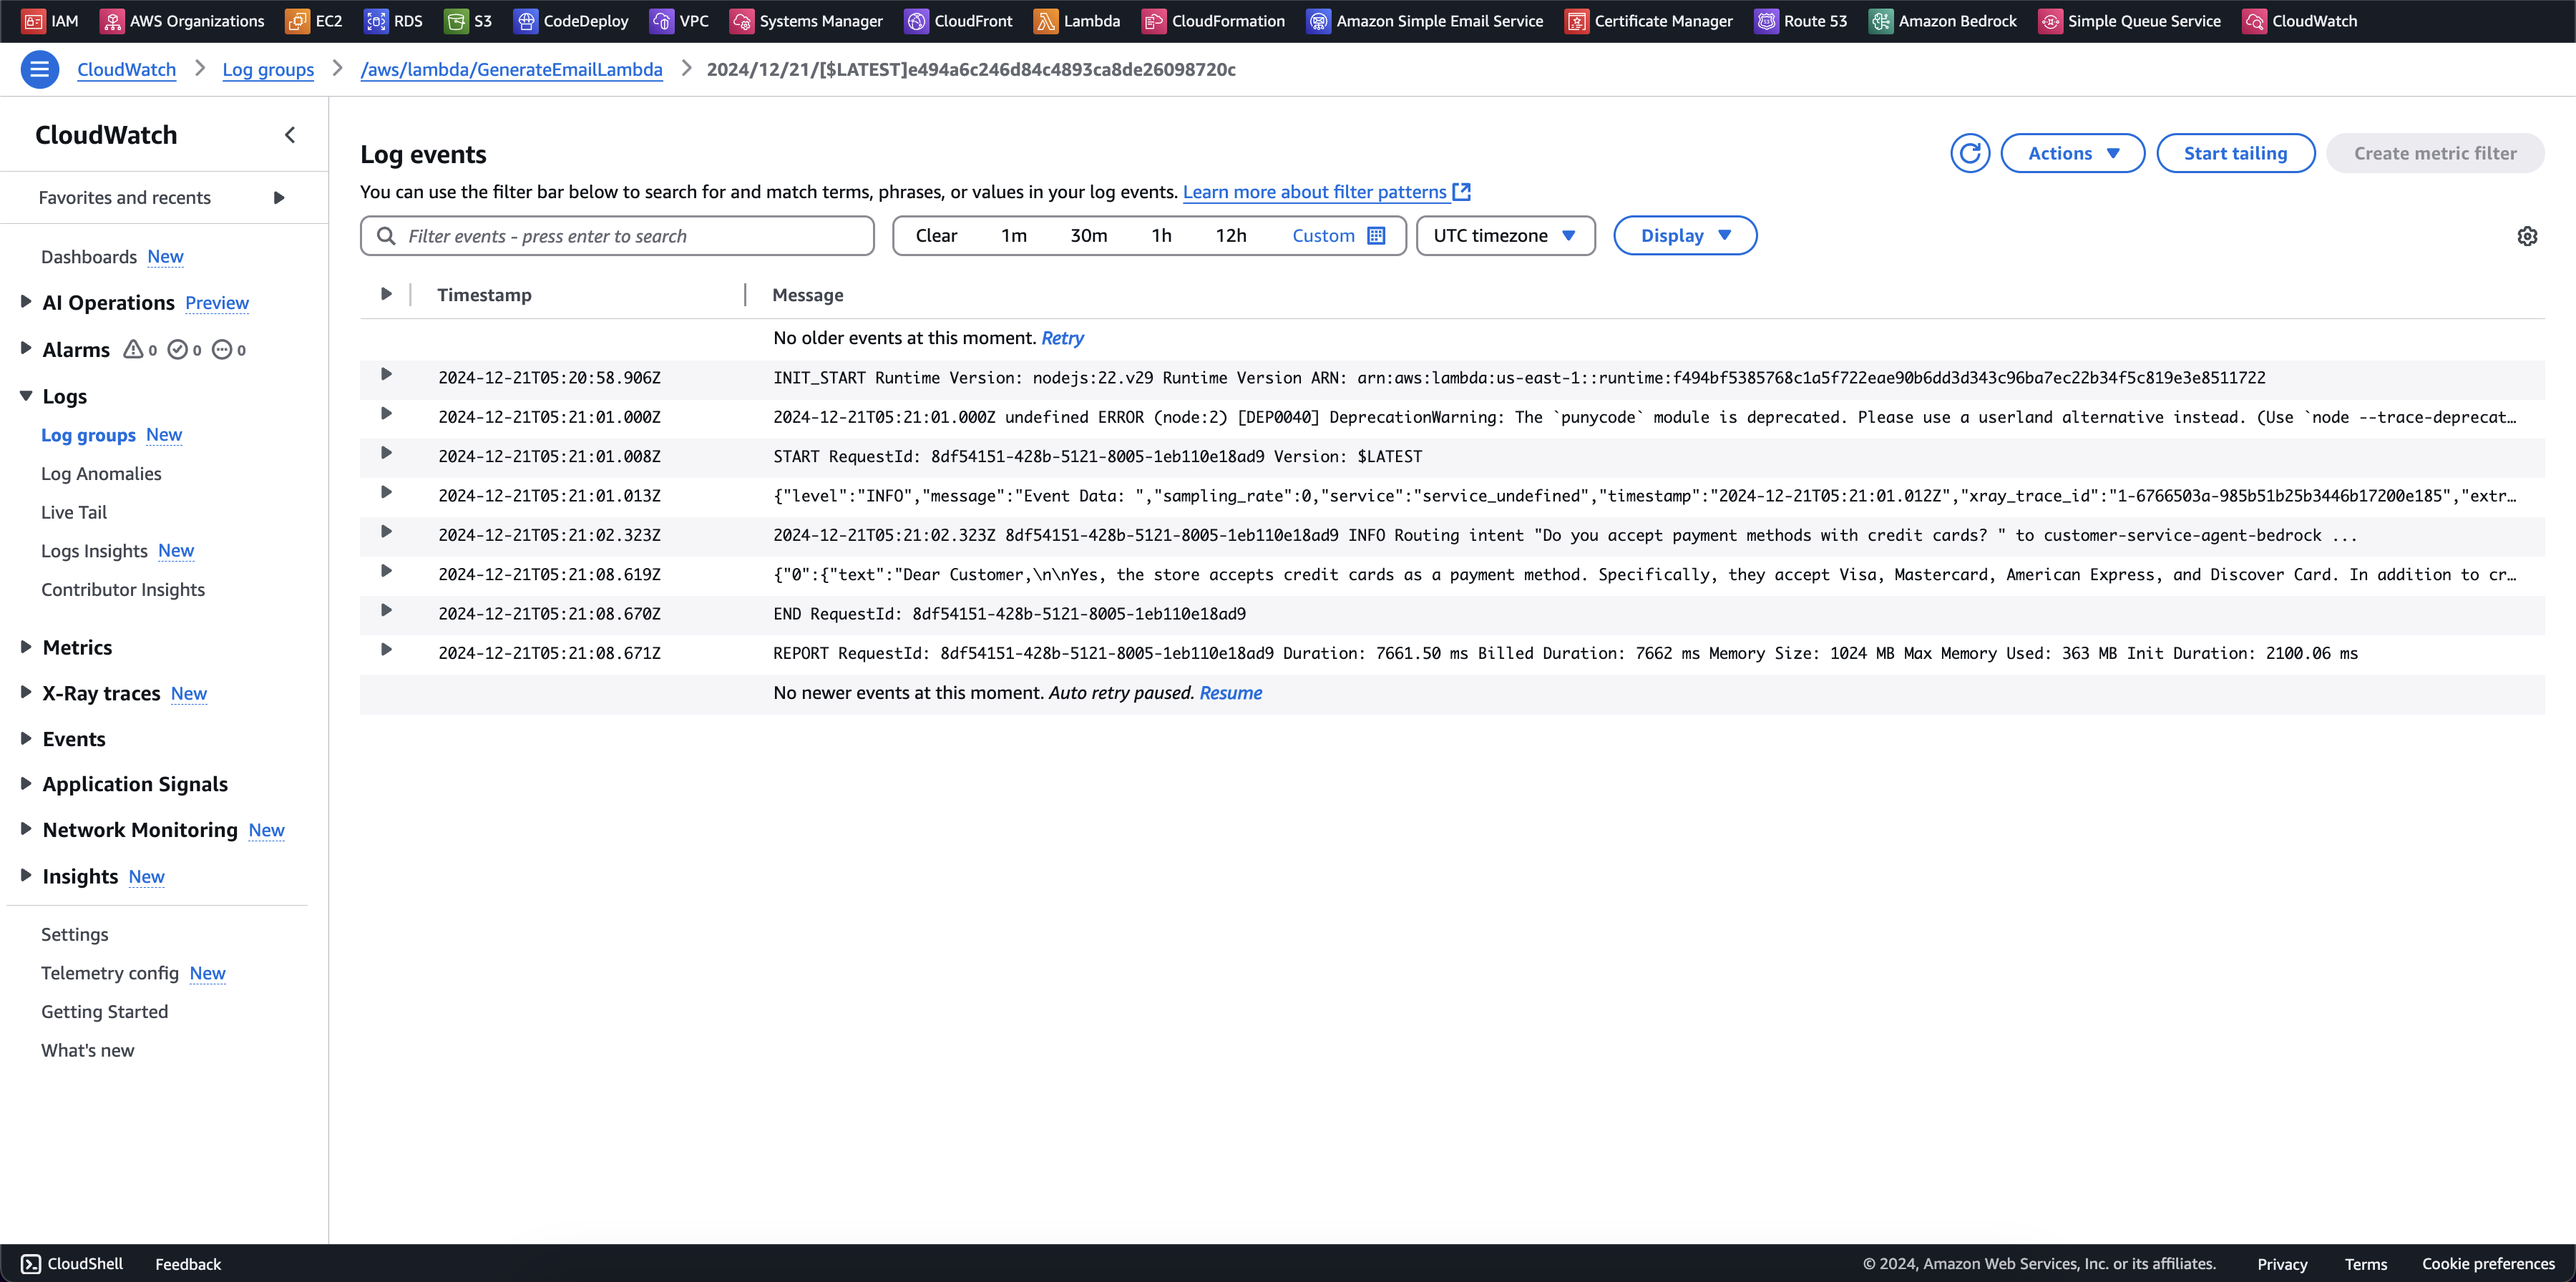 IAM AWS Organizations EC2 RDS S3 CodeDeploy VPC Systems Manager CloudFront Lambda CloudFormation Amazon Simple Email Service Certificate Manager Route 53 Amazon Bedrock Simple Queue Service CloudWatch
CloudWatch > Log groups > /aws/lambda/GenerateEmailLambda > 2024/12/21/[$LATEST]e494a6c246d84c4893ca8de26098720c
CloudWatch
Favorites and recents
Dashboards New
AI Operations Preview
Alarms 0 0 0
Logs
Log groups New
Log Anomalies
Live Tail
Logs Insights New
Contributor Insights
Metrics
X-Ray traces New
Events
Application Signals
Network Monitoring New
Insights New
Settings
Telemetry config New
Getting Started
What's new
Log events
Actions Start tailing Create metric filter
You can use the filter bar below to search for and match terms, phrases, or values in your log events. Learn more about filter patterns
Filter events - press enter to search Clear 1m 30m 1h 12h Custom UTC timezone Display
Timestamp Message
No older events at this moment. Retry
2024-12-21T05:20:58.906Z INIT_START Runtime Version: nodejs:22.v29 Runtime Version ARN: arn:aws:lambda:us-east-1::runtime:f494bf5385768c1a5f722eae90b6dd3d343c96ba7ec22b34f5c819e3e8511722
2024-12-21T05:21:01.000Z 2024-12-21T05:21:01.000Z undefined ERROR (node:2) [DEP0040] DeprecationWarning: The `punycode` module is deprecated. Please use a userland alternative instead. (Use `node --trace-deprecat…
2024-12-21T05:21:01.008Z START RequestId: 8df54151-428b-5121-8005-1eb110e18ad9 Version: $LATEST
2024-12-21T05:21:01.013Z {"level":"INFO","message":"Event Data: ","sampling_rate":0,"service":"service_undefined","timestamp":"2024-12-21T05:21:01.012Z","xray_trace_id":"1-6766503a-985b51b25b3446b17200e185","extr…
2024-12-21T05:21:02.323Z 2024-12-21T05:21:02.323Z 8df54151-428b-5121-8005-1eb110e18ad9 INFO Routing intent "Do you accept payment methods with credit cards? " to customer-service-agent-bedrock ...
2024-12-21T05:21:08.619Z {"0":{"text":"Dear Customer,\n\nYes, the store accepts credit cards as a payment method. Specifically, they accept Visa, Mastercard, American Express, and Discover Card. In addition to cr…
2024-12-21T05:21:08.670Z END RequestId: 8df54151-428b-5121-8005-1eb110e18ad9
2024-12-21T05:21:08.671Z REPORT RequestId: 8df54151-428b-5121-8005-1eb110e18ad9 Duration: 7661.50 ms Billed Duration: 7662 ms Memory Size: 1024 MB Max Memory Used: 363 MB Init Duration: 2100.06 ms
No newer events at this moment. Auto retry paused. Resume
CloudShell Feedback © 2024, Amazon Web Services, Inc. or its affiliates. Privacy Terms Cookie preferences